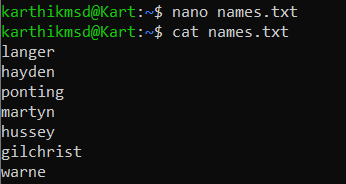 karthikmsd@Kart:~$ nano names.txt
karthikmsd@Kart:~$ cat names.txt
langer
hayden
ponting
martyn
hussey
gilchrist
warne